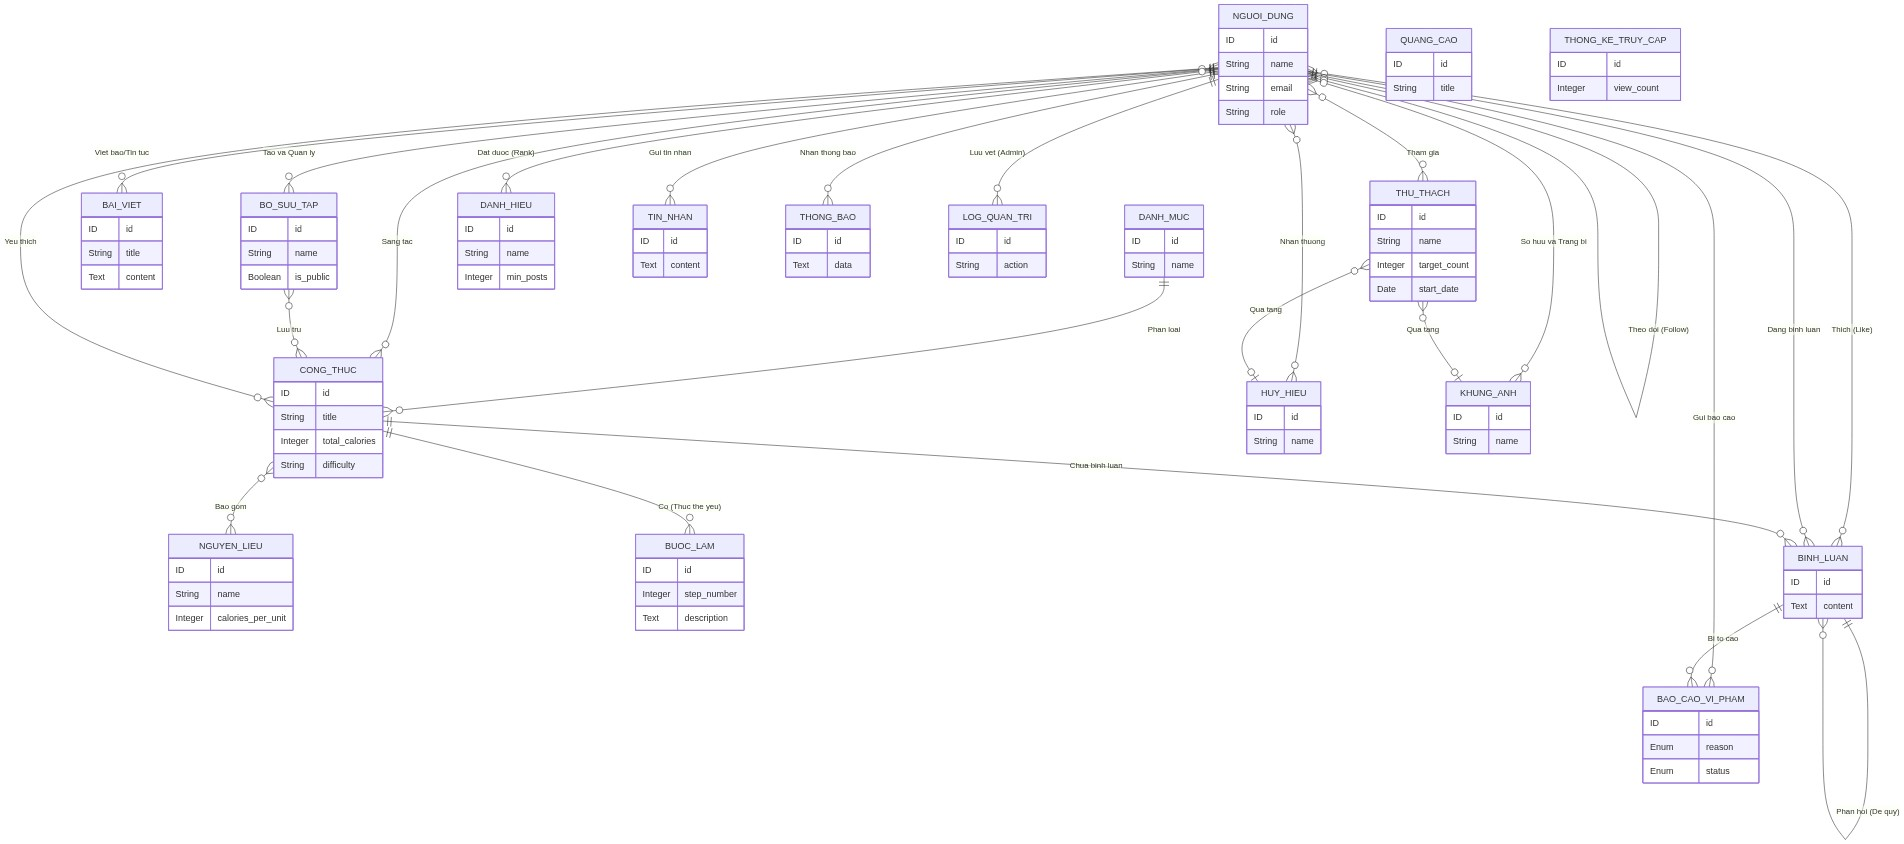 NGUOI_DUNG
ID id
String name
String email
String role
QUANG_CAO
ID id
String title
THONG_KE_TRUY_CAP
ID id
Integer view_count
Viet bao/Tin tuc
Tao va Quan ly
Dat duoc (Rank)
Gui tin nhan
Nhan thong bao
Luu vet (Admin)
Tham gia
BAI_VIET
ID id
String title
Text content
BO_SUU_TAP
ID id
String name
Boolean is_public
DANH_HIEU
ID id
String name
Integer min_posts
TIN_NHAN
ID id
Text content
THONG_BAO
ID id
Text data
LOG_QUAN_TRI
ID id
String action
DANH_MUC
ID id
String name
THU_THACH
ID id
String name
Integer target_count
Date start_date
Yeu thich
Sang tac
Nhan thuong
So huu va Trang bi
Qua tang
Luu tru
Phan loai
Qua tang
Theo doi (Follow)
Dang binh luan
Thich (Like)
CONG_THUC
ID id
String title
Integer total_calories
String difficulty
HUY_HIEU
ID id
String name
KHUNG_ANH
ID id
String name
Gui bao cao
Chua binh luan
Bao gom
Co (Thuc the yeu)
NGUYEN_LIEU
ID id
String name
Integer calories_per_unit
BUOC_LAM
ID id
Integer step_number
Text description
BINH_LUAN
ID id
Text content
Bi to cao
BAO_CAO_VI_PHAM
ID id
Enum reason
Enum status
Phan hoi (De quy)